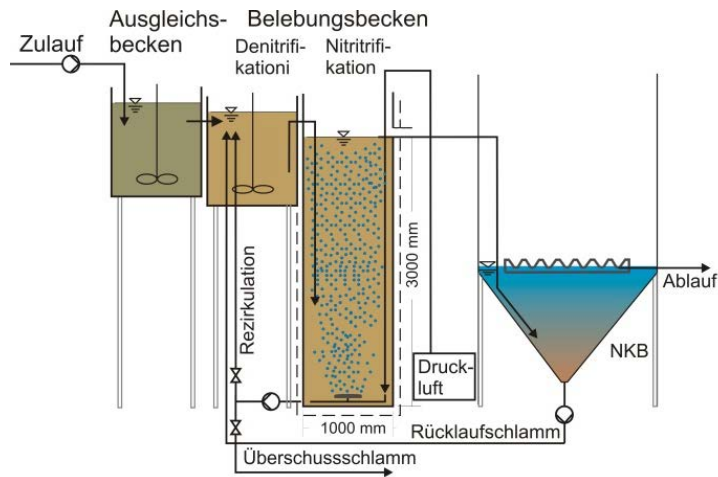 Ausgleichs-
becken
Belebungsbecken
Zulauf
Denitrifi-
kationi
Nitritrifi-
kation
Rezirkulation
3000 mm
Ablauf
NKB
Druck-
luft
1000 mm
Rücklaufschlamm
Überschussschlamm